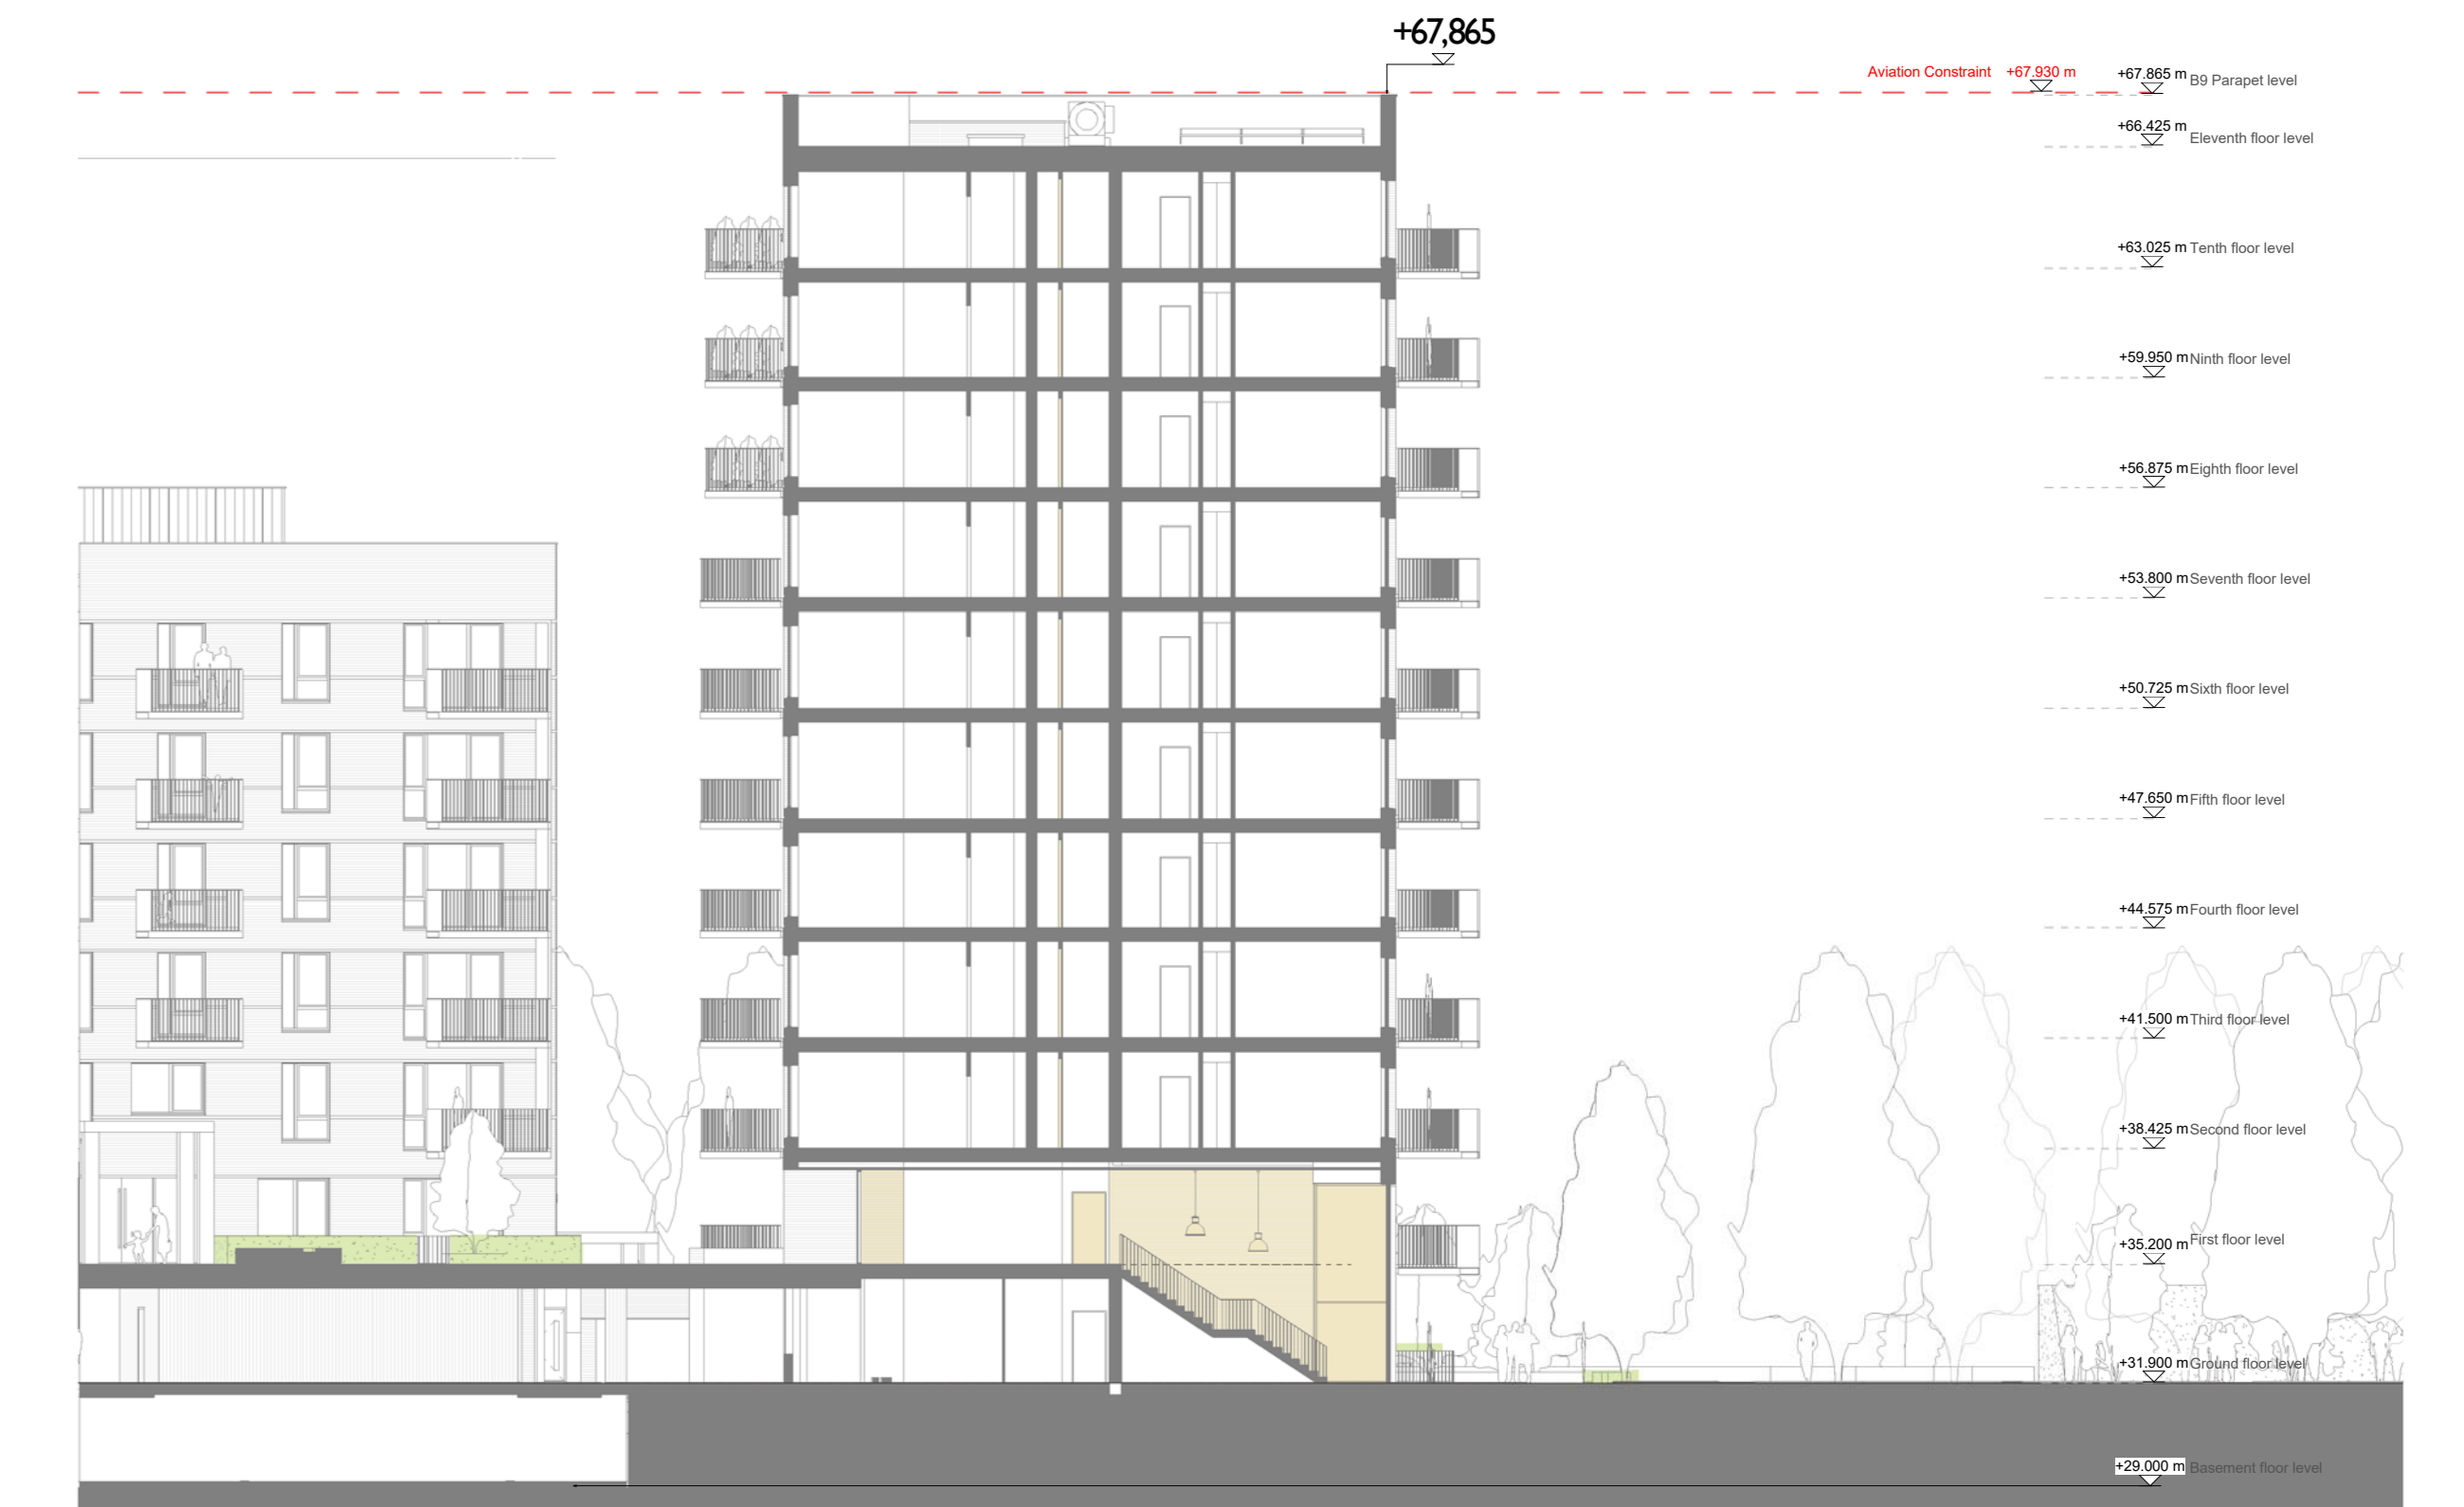 +67,865
Aviation Constraint +67.930 m
+67.865 m B9 Parapet level
+66.425 m Eleventh floor level
+63.025 m Tenth floor level
+59.950 m Ninth floor level
+56.875 m Eighth floor level
+53.800 m Seventh floor level
+50.725 m Sixth floor level
+47.650 m Fifth floor level
+44.575 m Fourth floor level
+41.500 m Third floor level
+38.425 m Second floor level
+35.200 m First floor level
+31.900 m Ground floor level
+29.000 m Basement floor level